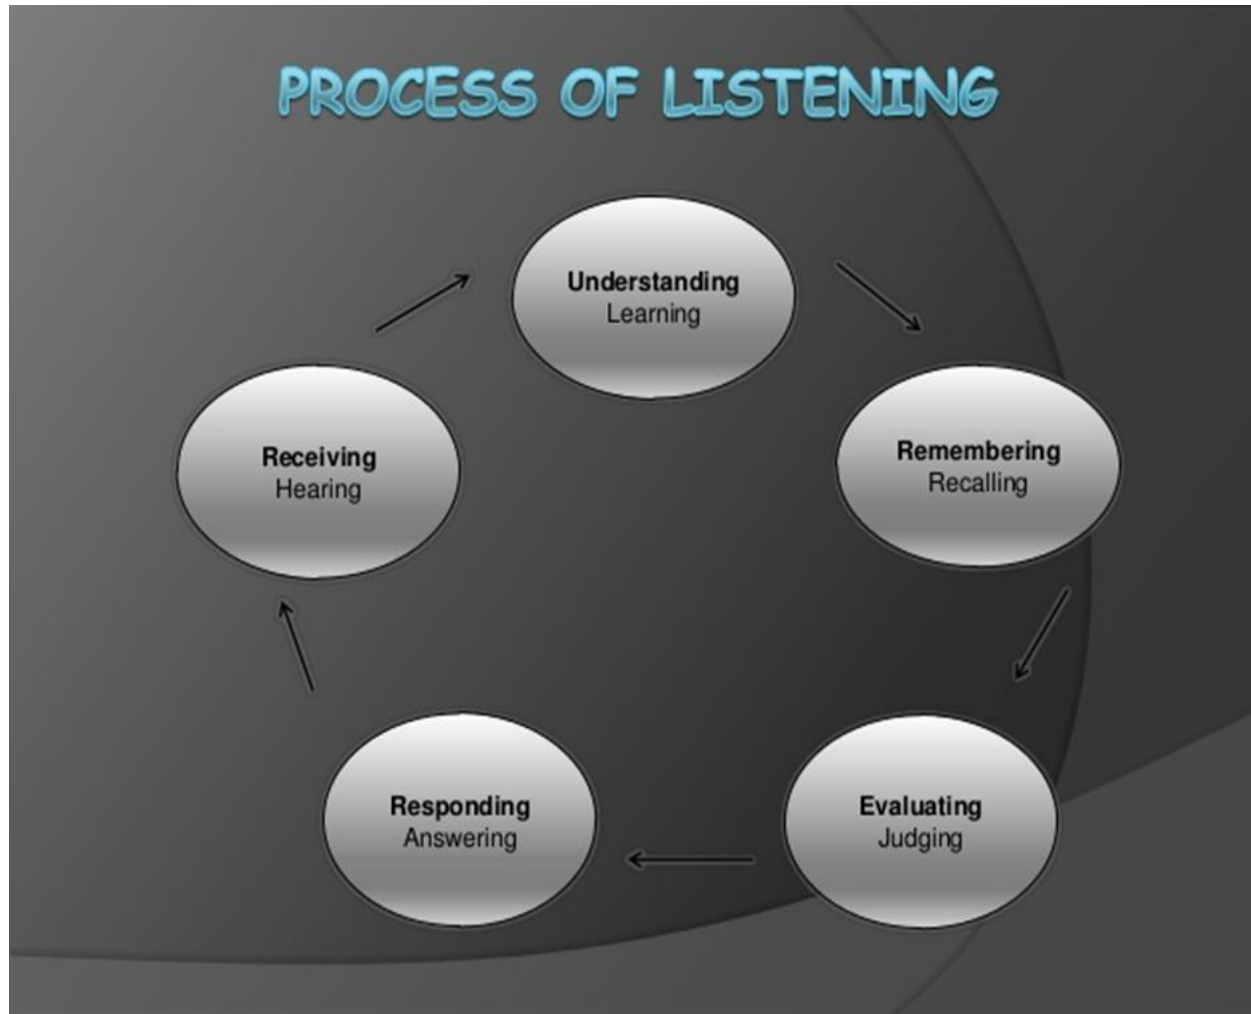 PROCESS OF LISTENING
Understanding
Learning
Receiving
Hearing
Remembering
Recalling
Responding
Answering
Evaluating
Judging